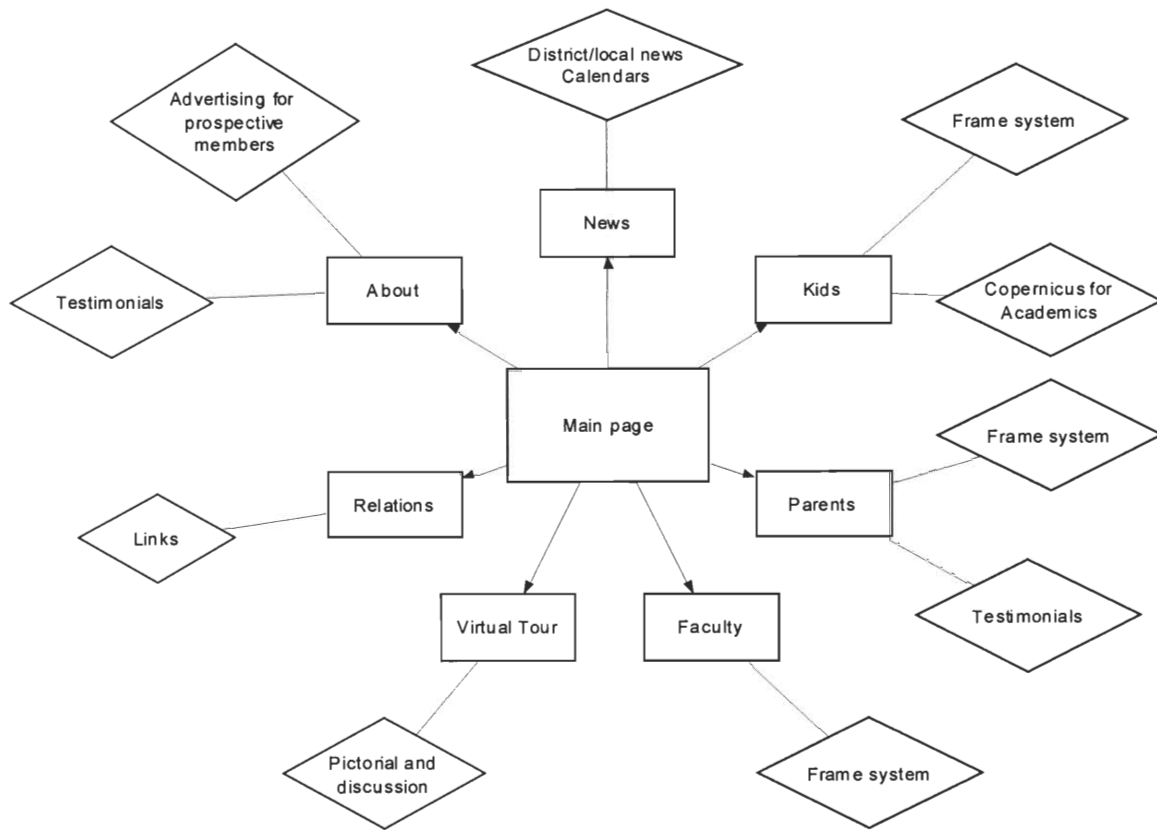 District/local news
Calendars
Advertising for
prospective
members
Frame system
News
About
Kids
Testimonials
Copernicus for
Academics
Main page
Frame system
Relations
Parents
Links
Virtual Tour
Faculty
Testimonials
Pictorial and
discussion
Frame system